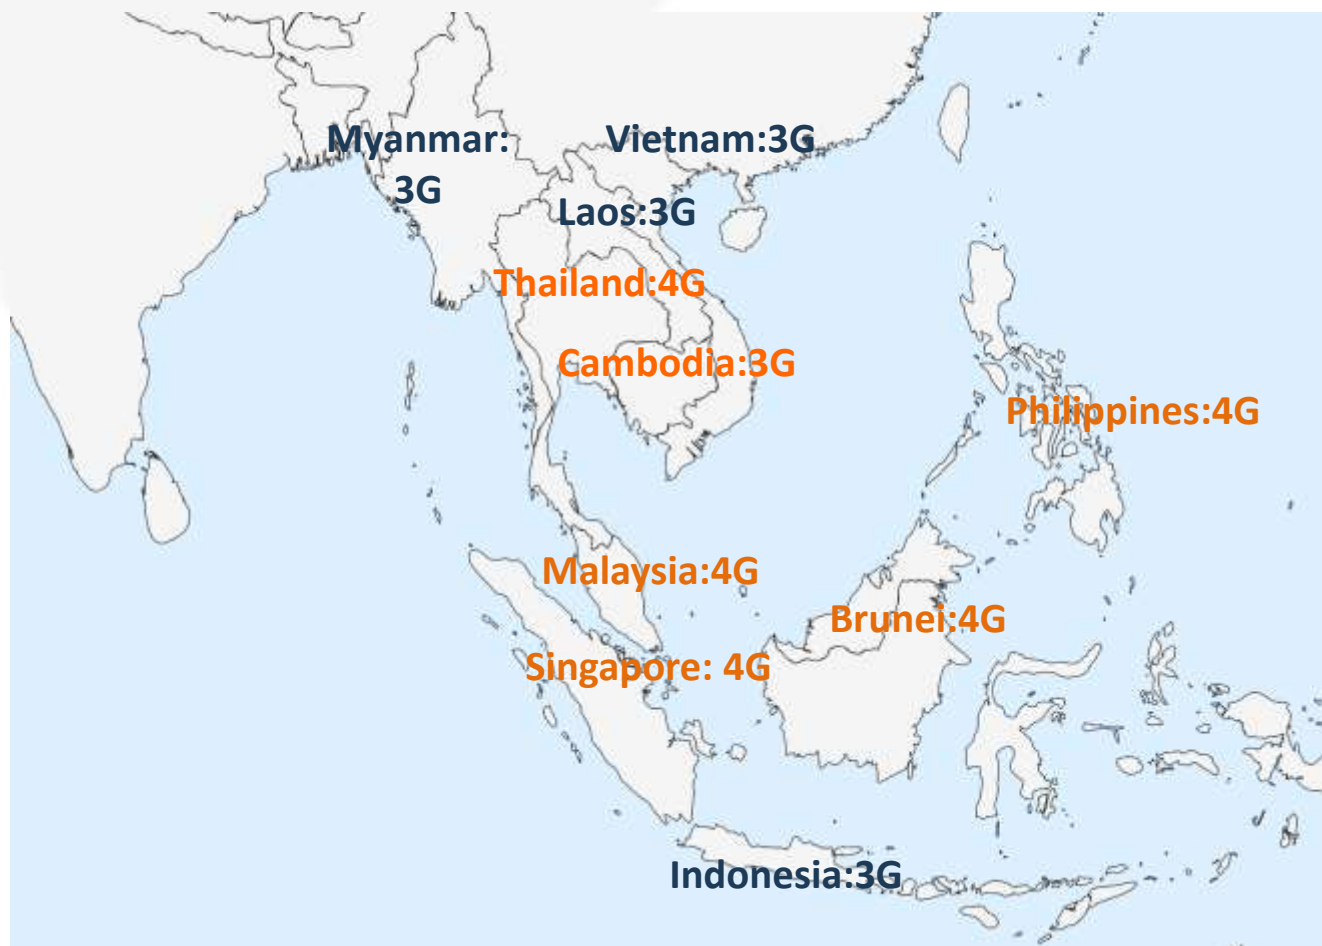 Myanmar:
3G
Vietnam:3G
Laos:3G
Thailand:4G
Cambodia:3G
Philippines:4G
Malaysia:4G
Brunei:4G
Singapore: 4G
Indonesia:3G